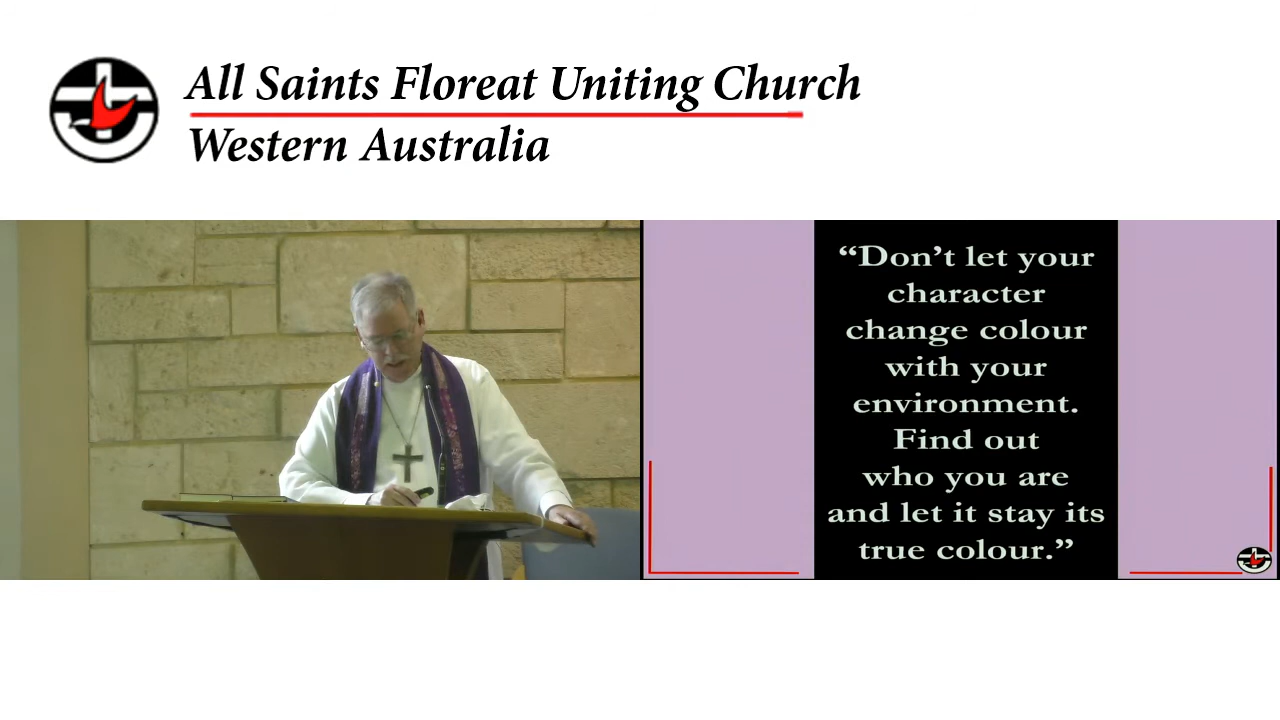 All Saints Floreat Uniting Church
Western Australia
“Don’t let your
character
change colour
with your
environment.
Find out
who you are
and let it stay its
true colour.”